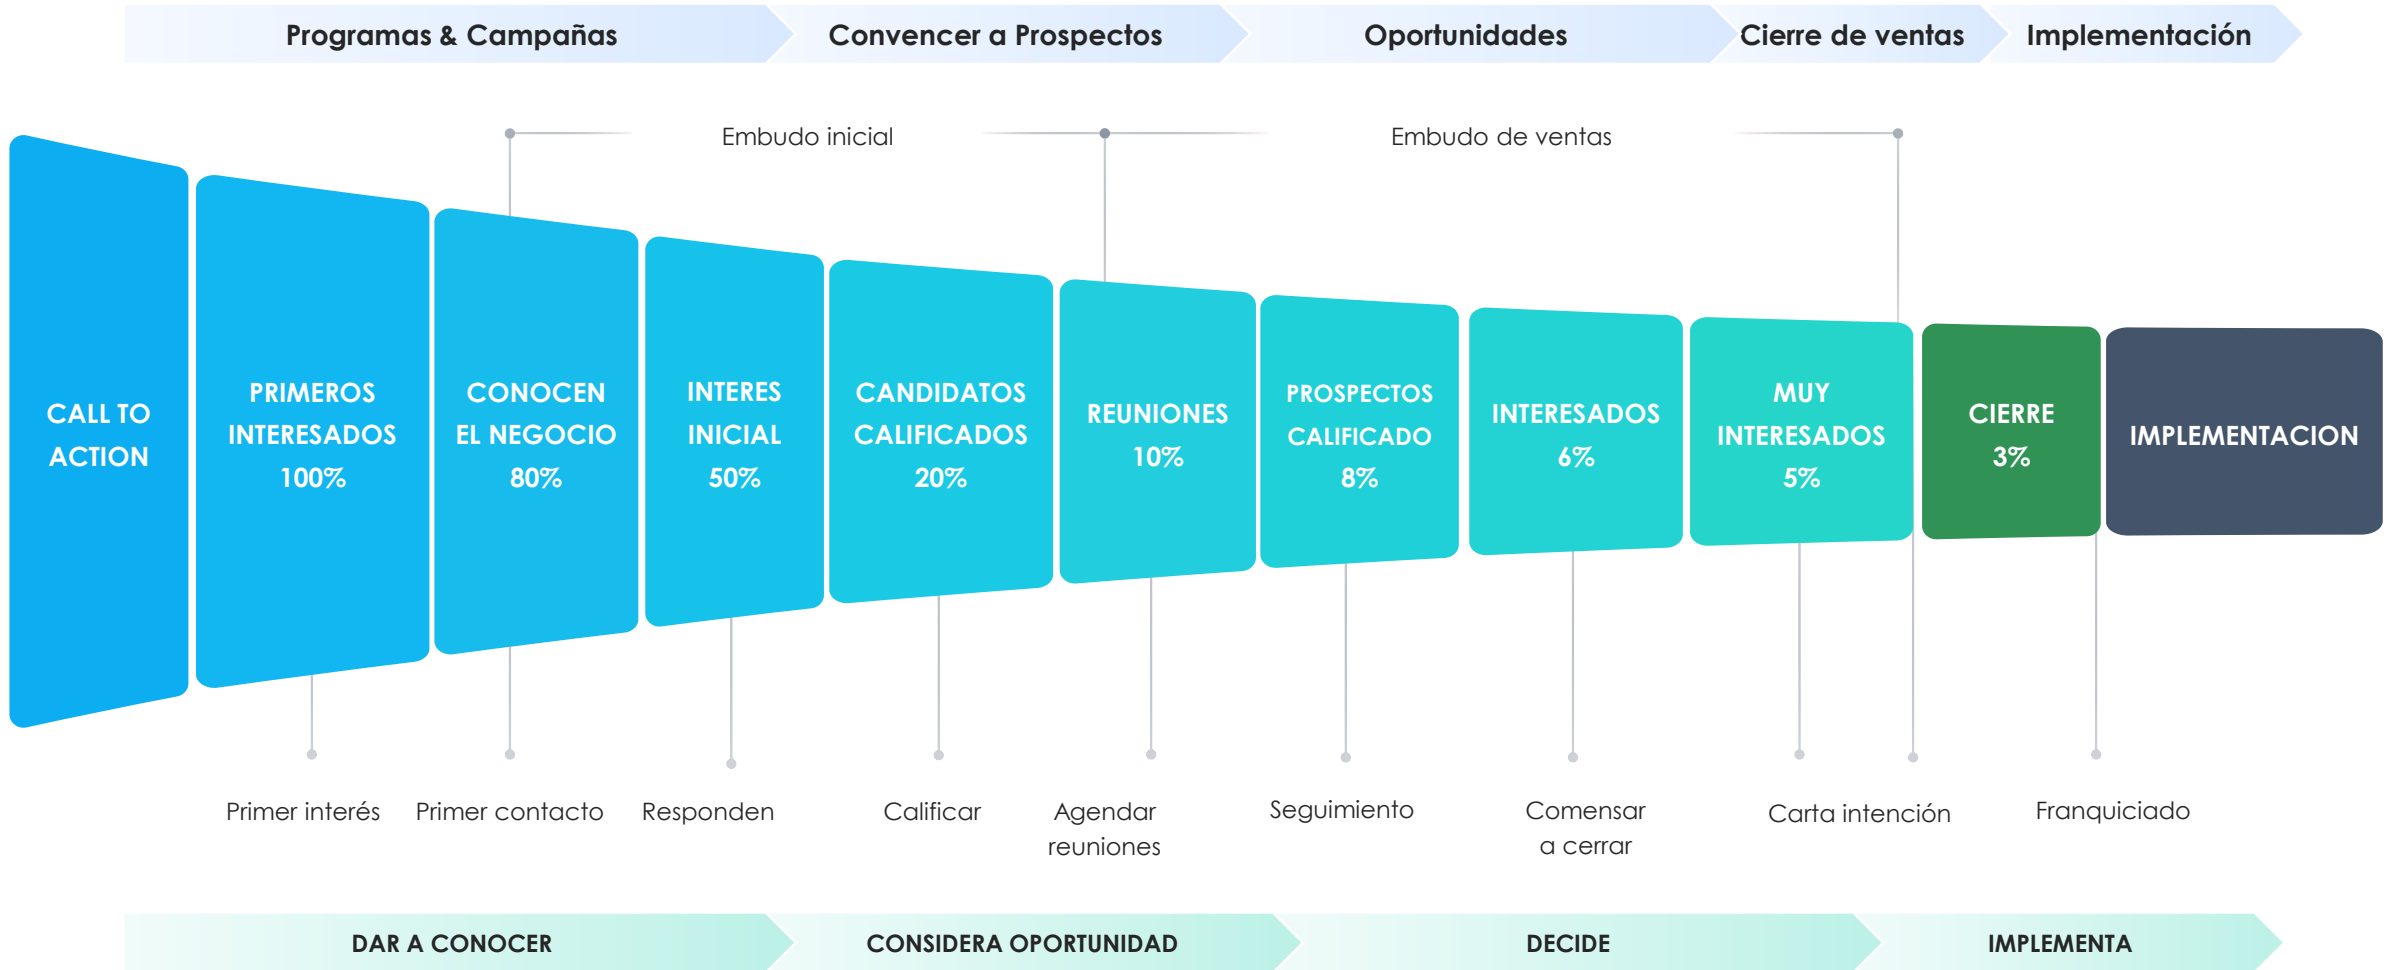 Programas & Campañas
Convencer a Prospectos
Oportunidades
Cierre de ventas
Implementación
Embudo inicial
Embudo de ventas
CALL TO
ACTION
PRIMEROS
INTERESADOS
100%
CONOCEN
EL NEGOCIO
80%
INTERES
INICIAL
50%
CANDIDATOS
CALIFICADOS
20%
REUNIONES
10%
PROSPECTOS
CALIFICADO
8%
INTERESADOS
6%
MUY
INTERESADOS
5%
CIERRE
3%
IMPLEMENTACION
Primer interés
Primer contacto
Responden
Calificar
Agendar
reuniones
Seguimiento
Comensar
a cerrar
Carta intención
Franquiciado
DAR A CONOCER
CONSIDERA OPORTUNIDAD
DECIDE
IMPLEMENTA